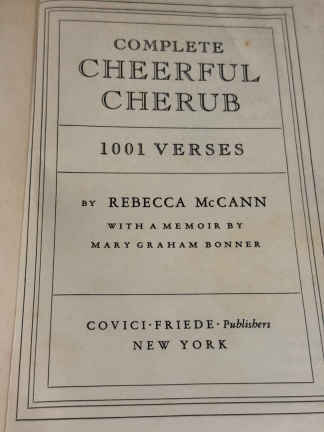 COMPLETE
CHEERFUL
CHERUB
1001 VERSES
BY REBECCA McCANN
WITH A MEMOIR BY
MARY GRAHAM BONNER
COVICI·FRIEDE·Publishers
NEW YORK